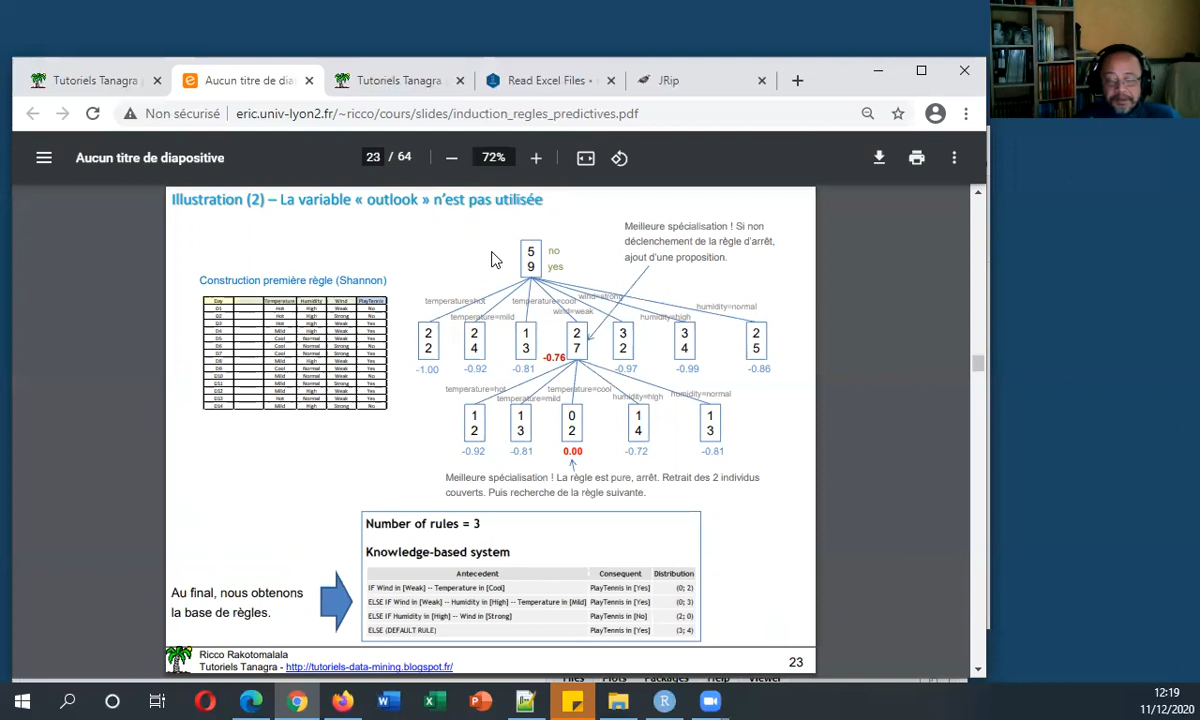 Tutoriels Tanagra
Aucun titre de dia
Tutoriels Tanagra
Read Excel Files •
JRip
Non sécurisé
eric.univ-lyon2.fr/~ricco/cours/slides/induction_regles_predictives.pdf
Aucun titre de diapositive
23 / 64
72%
Illustration (2) – La variable « outlook » n'est pas utilisée
Meilleure spécialisation ! Si non
déclenchement de la règle d'arrêt,
ajout d'une proposition.
5 no
9 yes
Construction première règle (Shannon)
Day Temperature Humidity Wind PlayTennis
temperature=hot
temperature=mild
temperature=cool
wind=weak
wind=strong
humidity=high
humidity=normal
2 2 1 2 3 3 2
2 4 3 7 2 4 5
-1.00 -0.92 -0.81 -0.76 -0.97 -0.99 -0.86
temperature=hot
temperature=mild
temperature=cool
humidity=high
humidity=normal
1 1 0 1 1
2 3 2 4 3
-0.92 -0.81 0.00 -0.72 -0.81
Meilleure spécialisation ! La règle est pure, arrêt. Retrait des 2 individus
couverts. Puis recherche de la règle suivante.
Number of rules = 3
Knowledge-based system
Antecedent Consequent Distribution
IF Wind in [Weak] -- Temperature in [Cool] PlayTennis in [Yes] (0; 2)
ELSE IF Wind in [Weak] -- Humidity in [High] -- Temperature in [Mild] PlayTennis in [Yes] (0; 3)
ELSE IF Humidity in [High] -- Wind in [Strong] PlayTennis in [No] (2; 0)
ELSE (DEFAULT RULE) PlayTennis in [Yes] (3; 4)
Au final, nous obtenons
la base de règles.
Ricco Rakotomalala
Tutoriels Tanagra - http://tutoriels-data-mining.blogspot.fr/
23
Files Plots Packages Help Viewer
12:19
11/12/2020